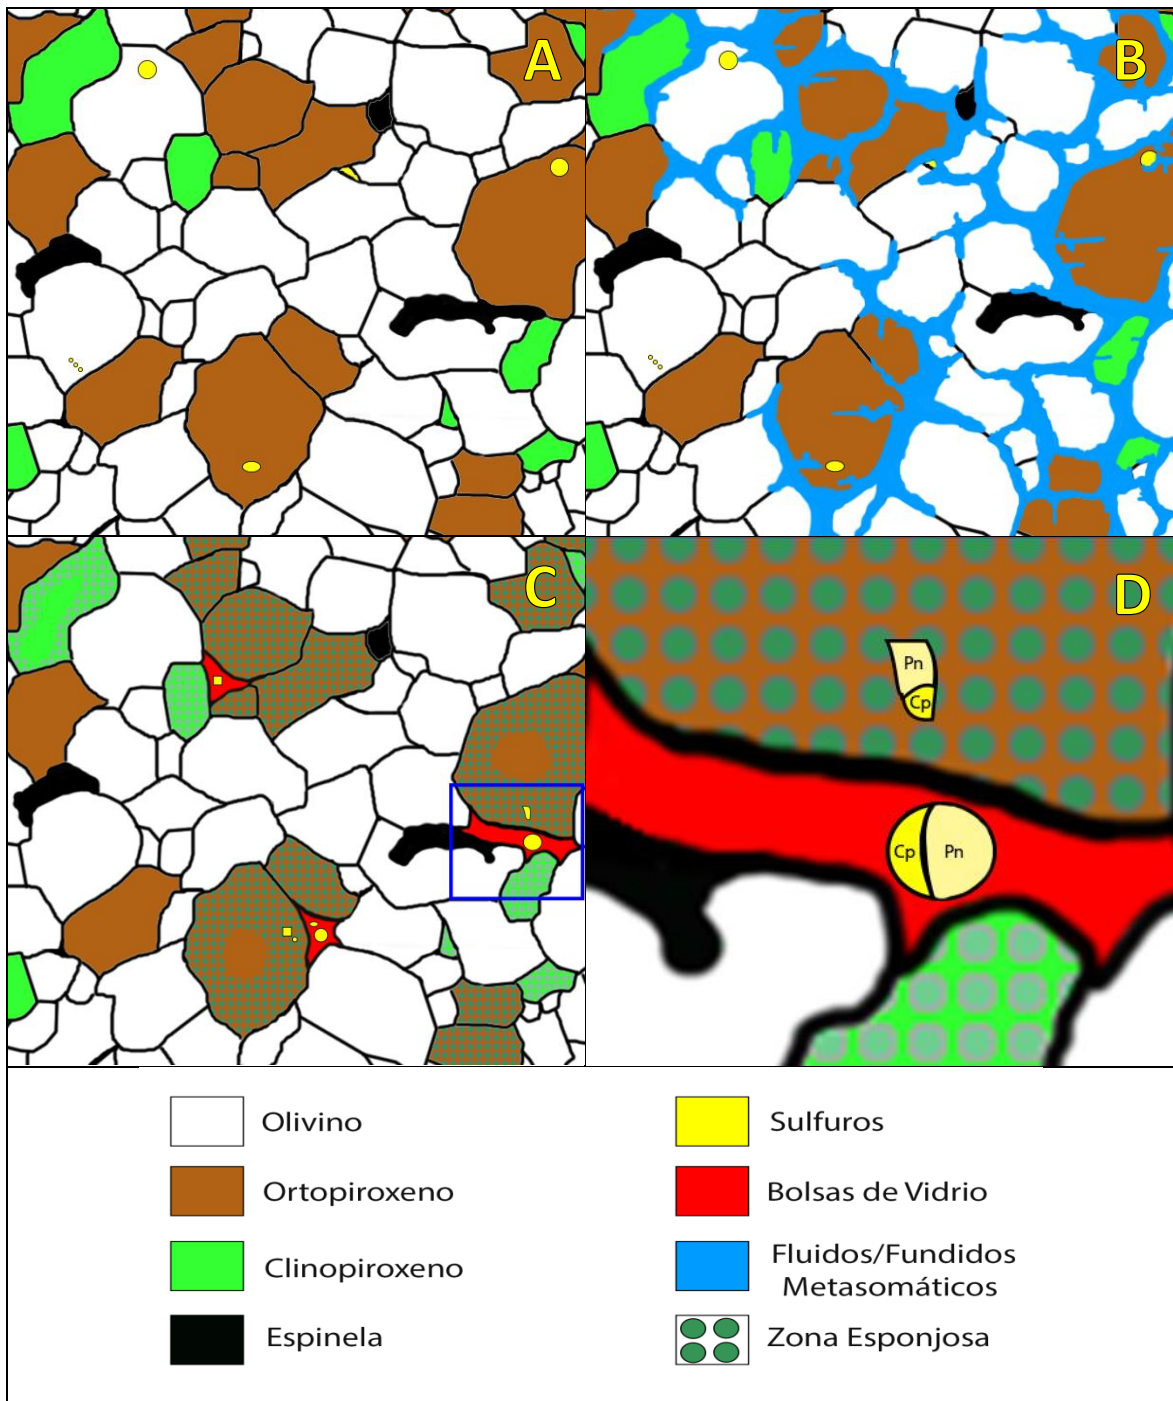 A
B
C
D
Pn
Cp
Cp
Pn
Olivino
Ortopiroxeno
Clinopiroxeno
Espinela
Sulfuros
Bolsas de Vidrio
Fluidos/Fundidos
Metasomáticos
Zona Esponjosa